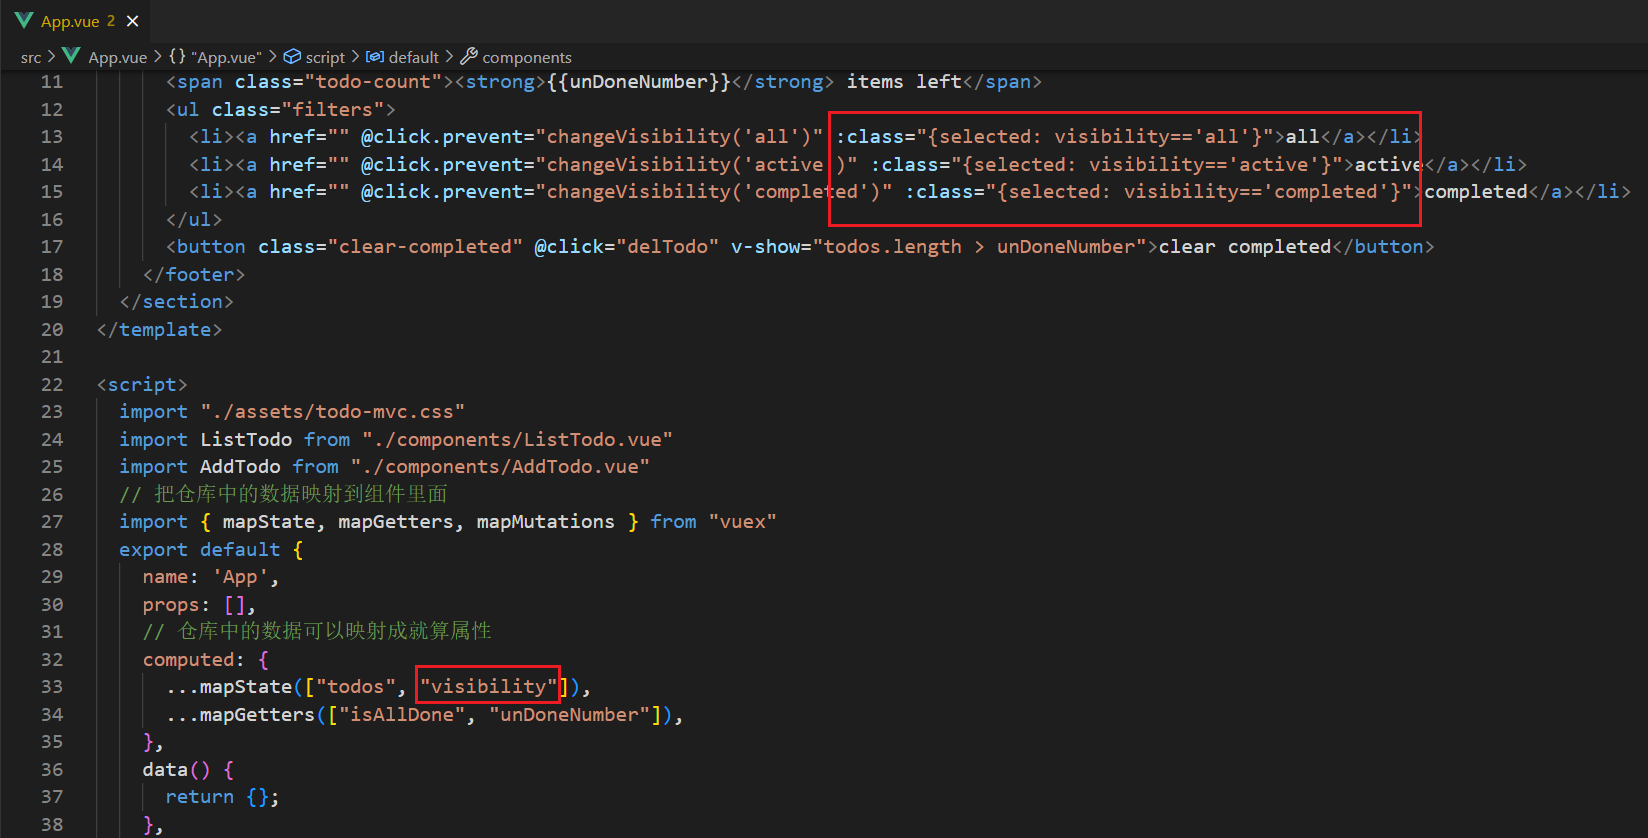 App.vue 2
src > App.vue > {} "App.vue" > script > default > components
11 <span class="todo-count"><strong>{{unDoneNumber}}</strong> items left</span>
12 <ul class="filters">
13 <li><a href="" @click.prevent="changeVisibility('all')" :class="{selected: visibility=='all'}">all</a></li>
14 <li><a href="" @click.prevent="changeVisibility('active')" :class="{selected: visibility=='active'}">active</a></li>
15 <li><a href="" @click.prevent="changeVisibility('completed')" :class="{selected: visibility=='completed'}">completed</a></li>
16 </ul>
17 <button class="clear-completed" @click="delTodo" v-show="todos.length > unDoneNumber">clear completed</button>
18 </footer>
19 </section>
20 </template>
21
22 <script>
23 import "./assets/todo-mvc.css"
24 import ListTodo from "./components/ListTodo.vue"
25 import AddTodo from "./components/AddTodo.vue"
26 // 把仓库中的数据映射到组件里面
27 import { mapState, mapGetters, mapMutations } from "vuex"
28 export default {
29 name: 'App',
30 props: [],
31 // 仓库中的数据可以映射成就算属性
32 computed: {
33 ...mapState(["todos", "visibility"]),
34 ...mapGetters(["isAllDone", "unDoneNumber"]),
35 },
36 data() {
37 return {};
38 },